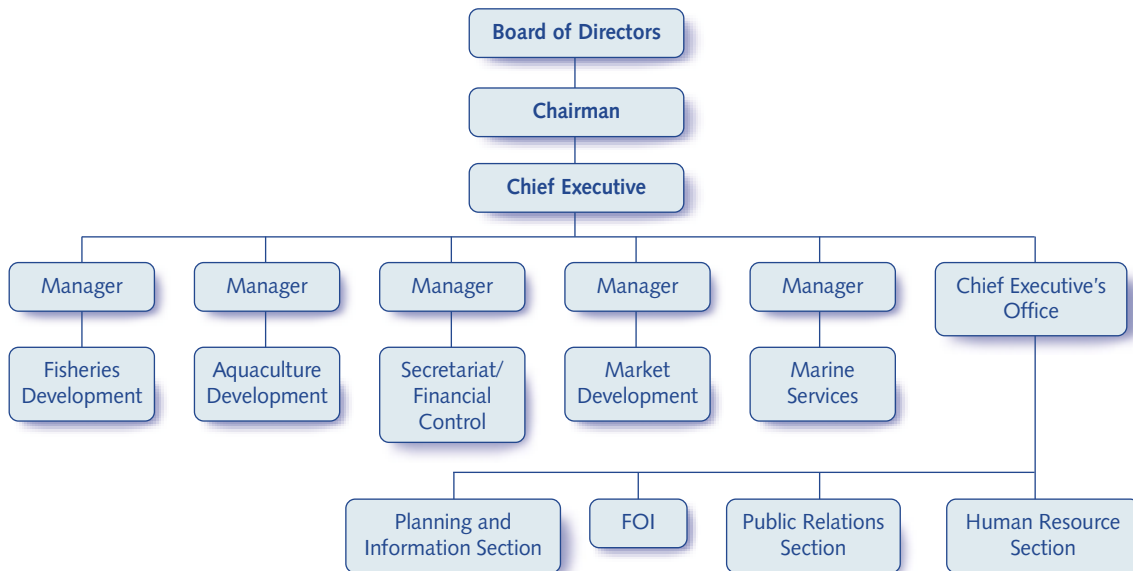 Board of Directors
Chairman
Chief Executive
Manager
Manager
Manager
Manager
Manager
Chief Executive's
Office
Fisheries
Development
Aquaculture
Development
Secretariat/
Financial
Control
Market
Development
Marine
Services
Planning and
Information Section
FOI
Public Relations
Section
Human Resource
Section